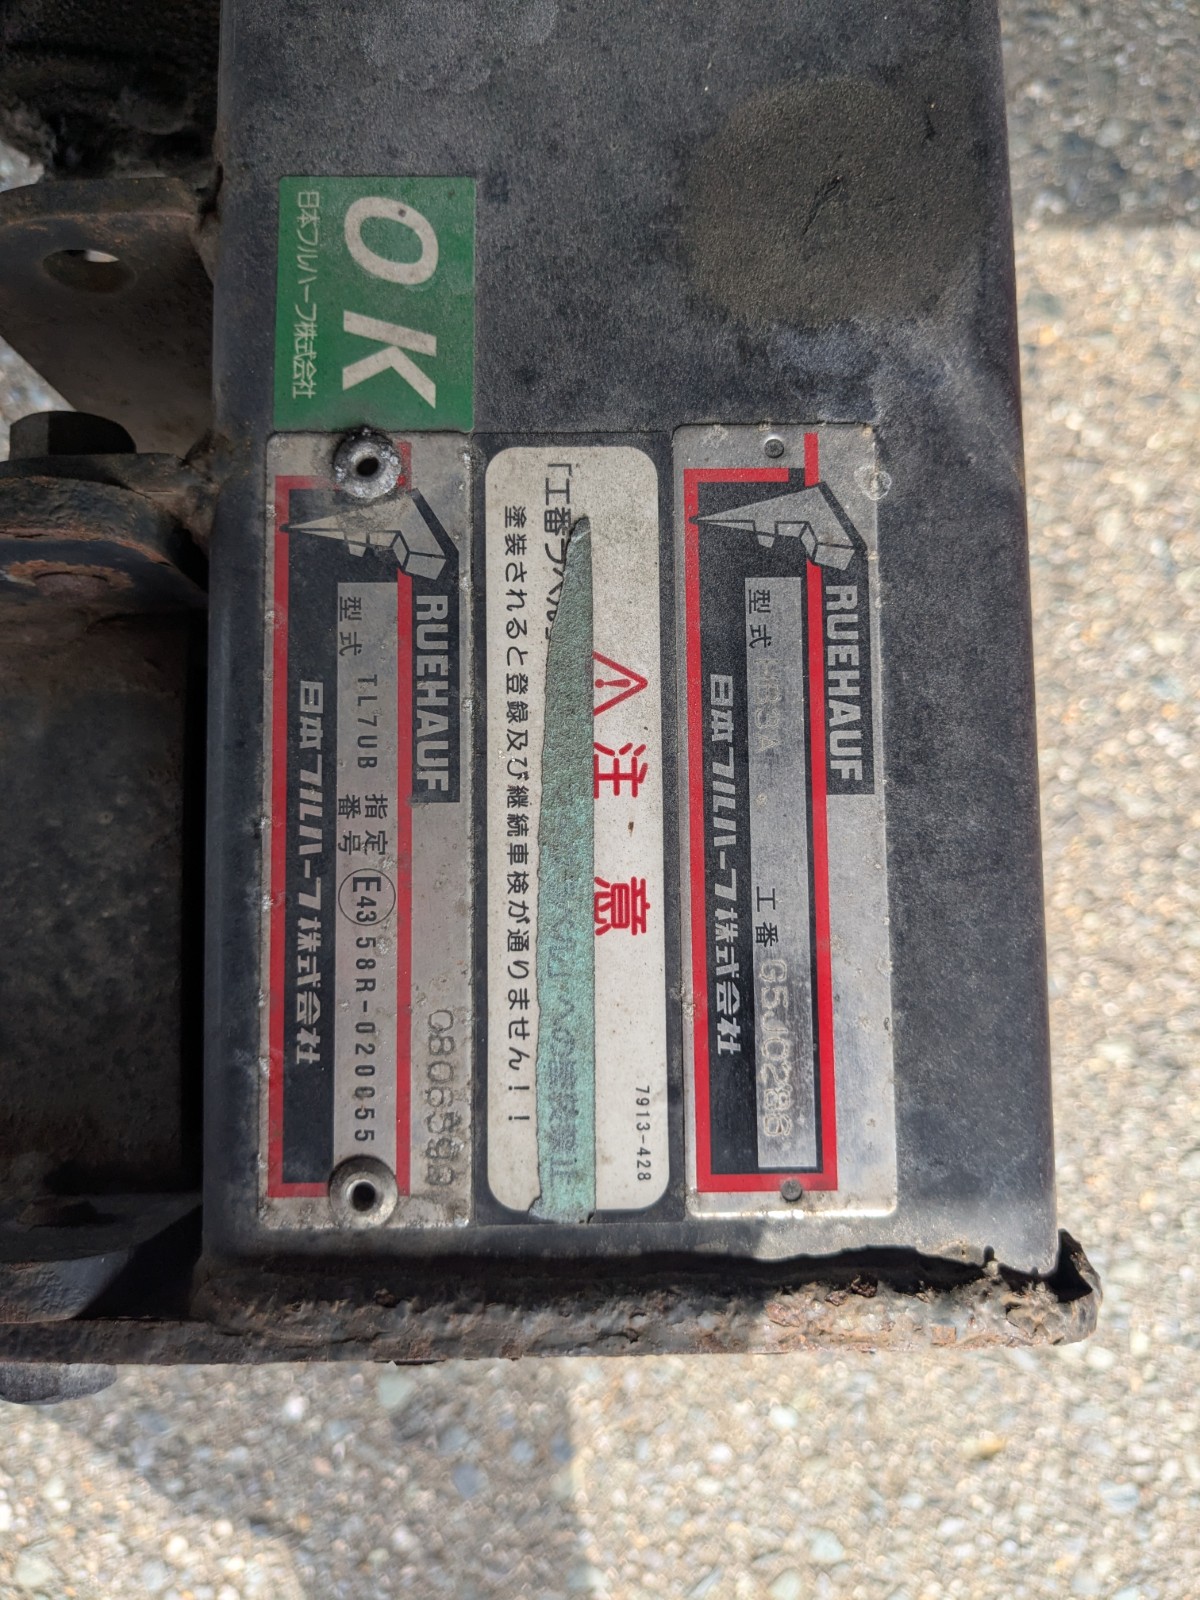 OK
日本フルハーフ株式会社
RUEHAUF
型式
工番 G5J0286
日本フルハーフ株式会社
⚠注意
7913-428
「工番ラベル
塗装されると登録及び継続車検が通りません!!
RUEHAUF
型式 TL7UB 指定番号 E43 58R-020055
日本フルハーフ株式会社